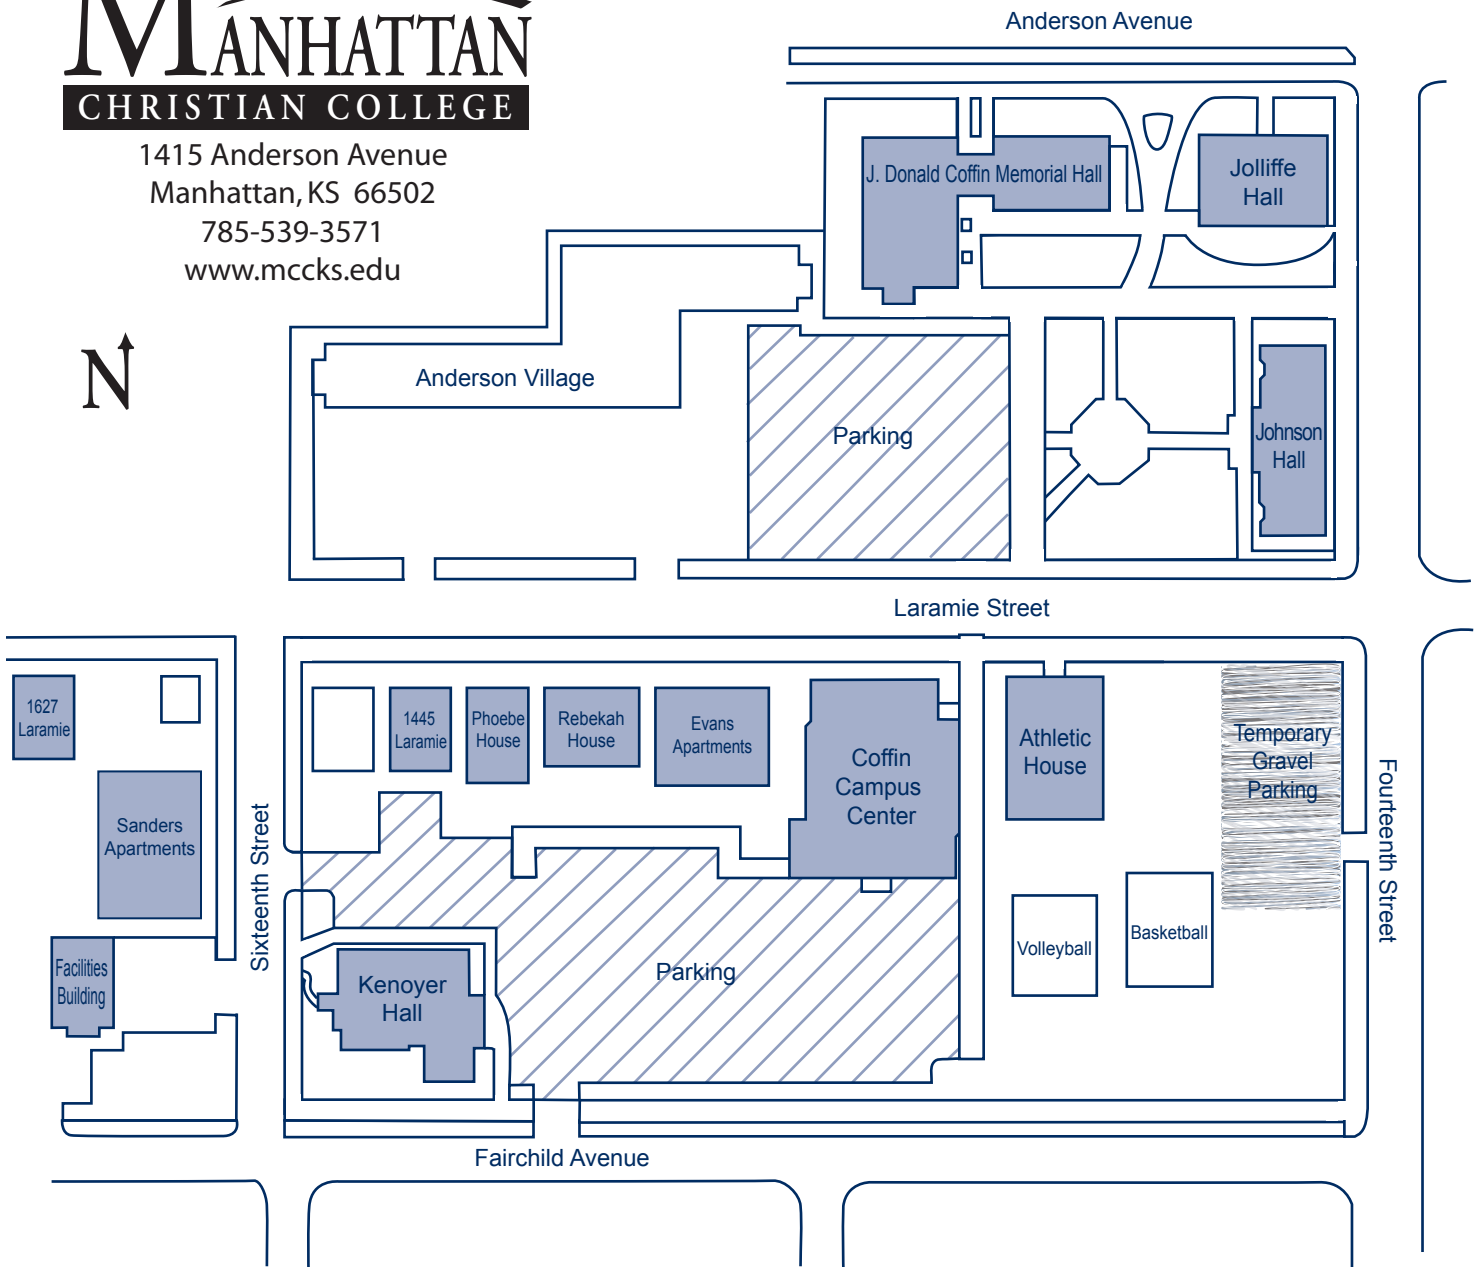 Anderson Avenue
MANHATTAN
CHRISTIAN COLLEGE
1415 Anderson Avenue
Manhattan, KS 66502
785-539-3571
www.mccks.edu
J. Donald Coffin Memorial Hall
Jolliffe
Hall
N
Anderson Village
Parking
Johnson
Hall
Laramie Street
1627
Laramie
1445
Laramie
Phoebe
House
Rebekah
House
Evans
Apartments
Coffin
Campus
Center
Athletic
House
Temporary
Gravel
Parking
Fourteenth Street
Sanders
Apartments
Sixteenth Street
Facilities
Building
Kenoyer
Hall
Parking
Volleyball
Basketball
Fairchild Avenue